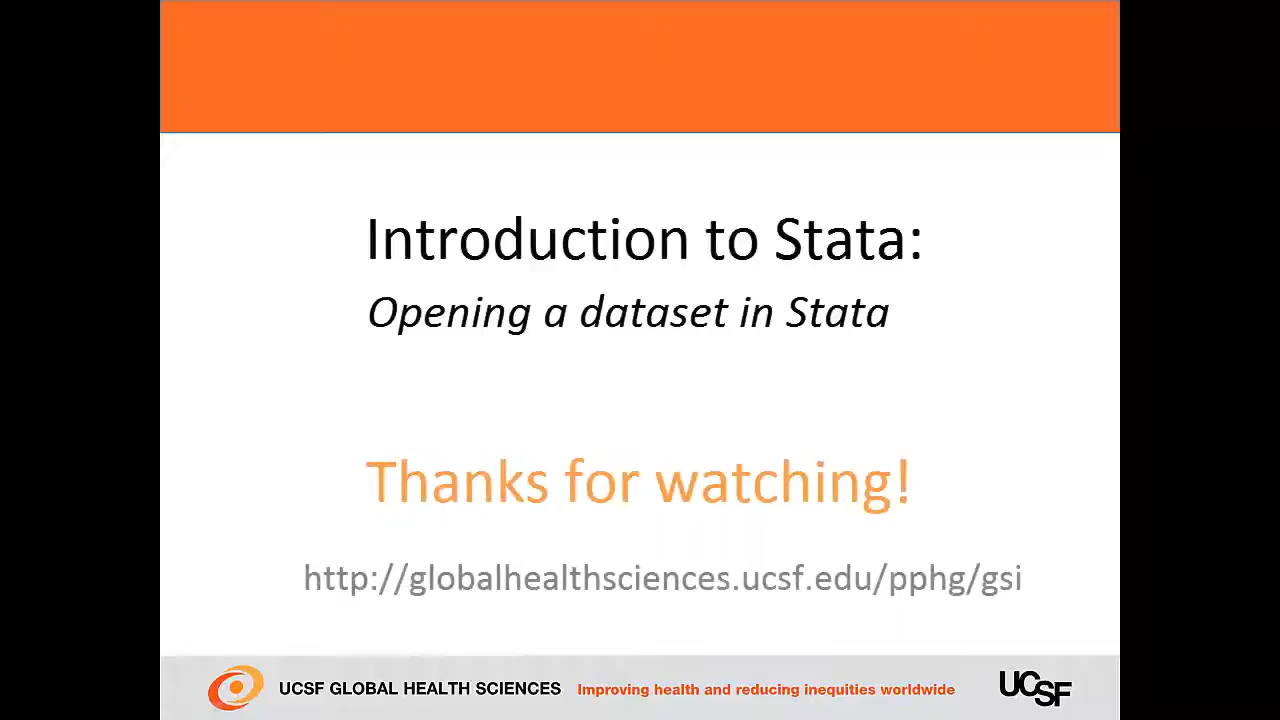 Introduction to Stata:
Opening a dataset in Stata
Thanks for watching!
http://globalhealthsciences.ucsf.edu/pphg/gsi
UCSF GLOBAL HEALTH SCIENCES Improving health and reducing inequities worldwide UCSF